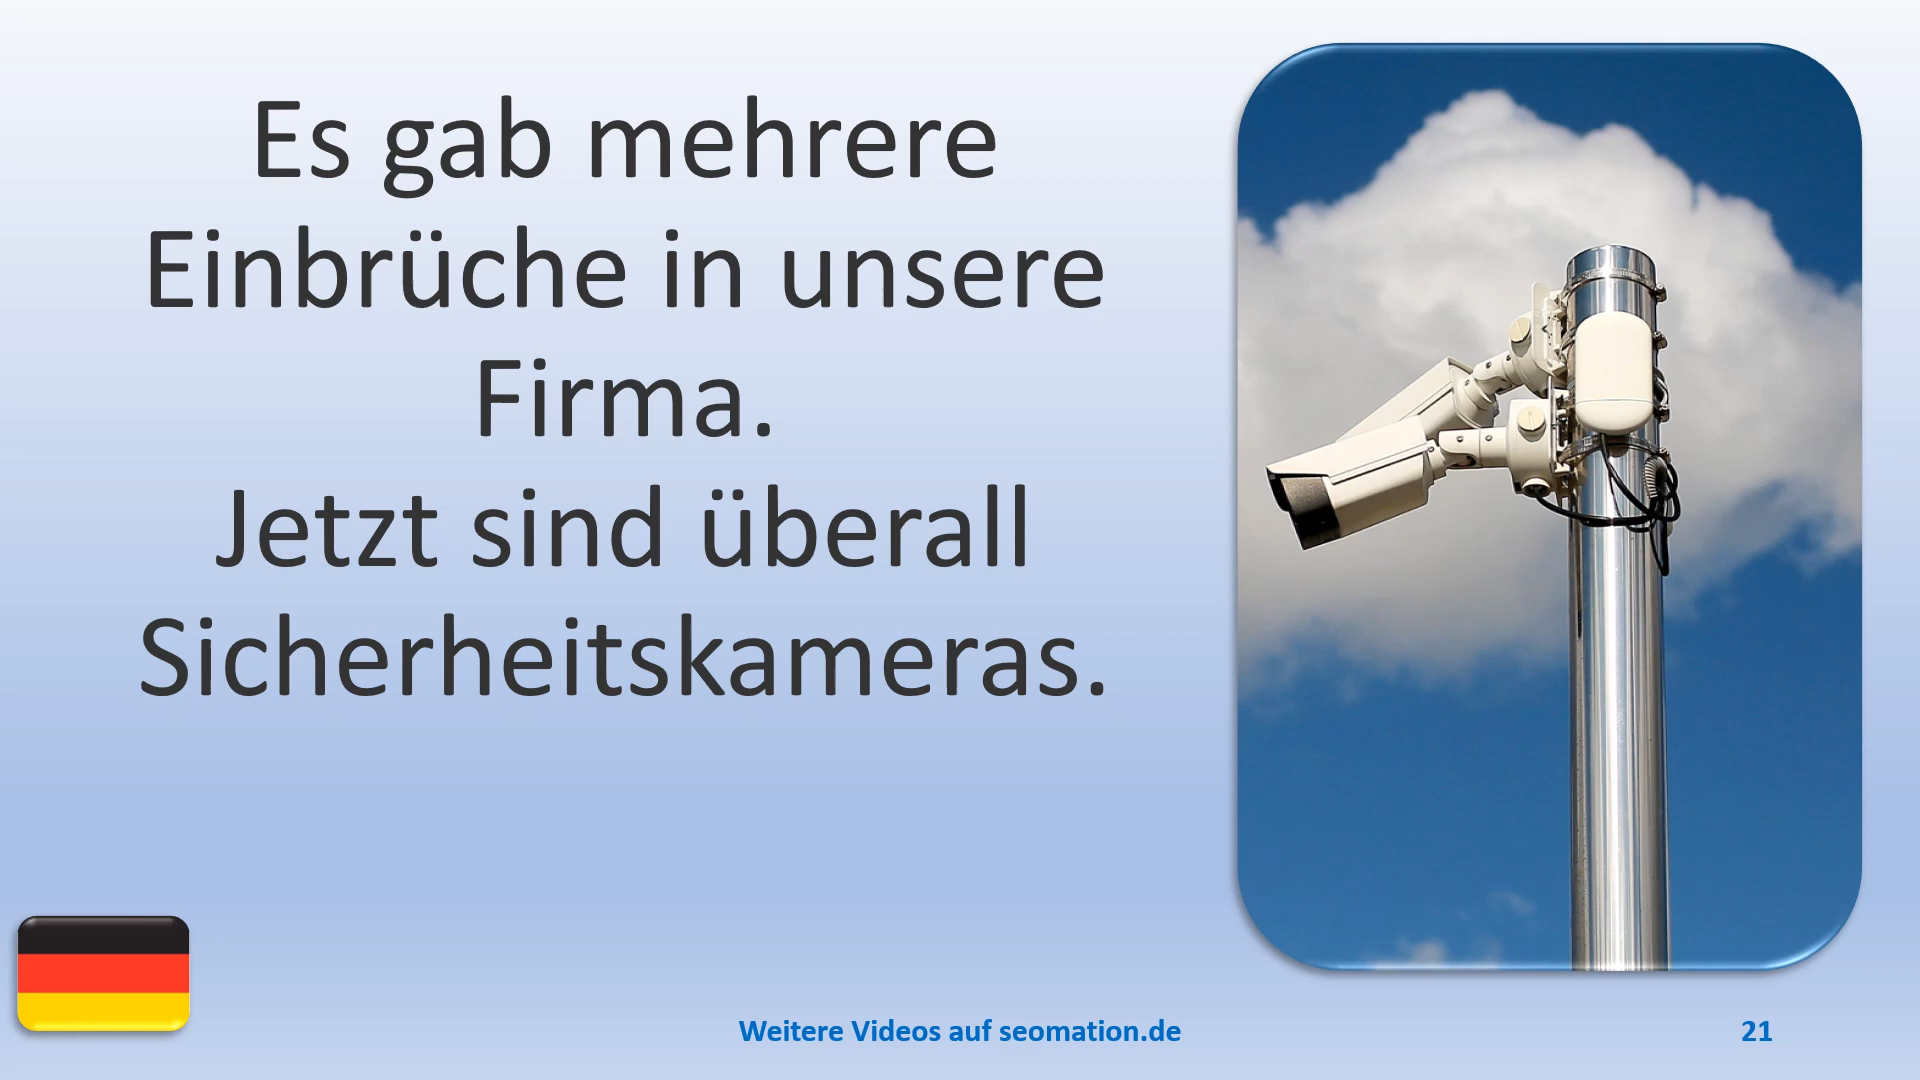 Es gab mehrere
Einbrüche in unsere
Firma.
Jetzt sind überall
Sicherheitskameras.
Weitere Videos auf seomation.de
21